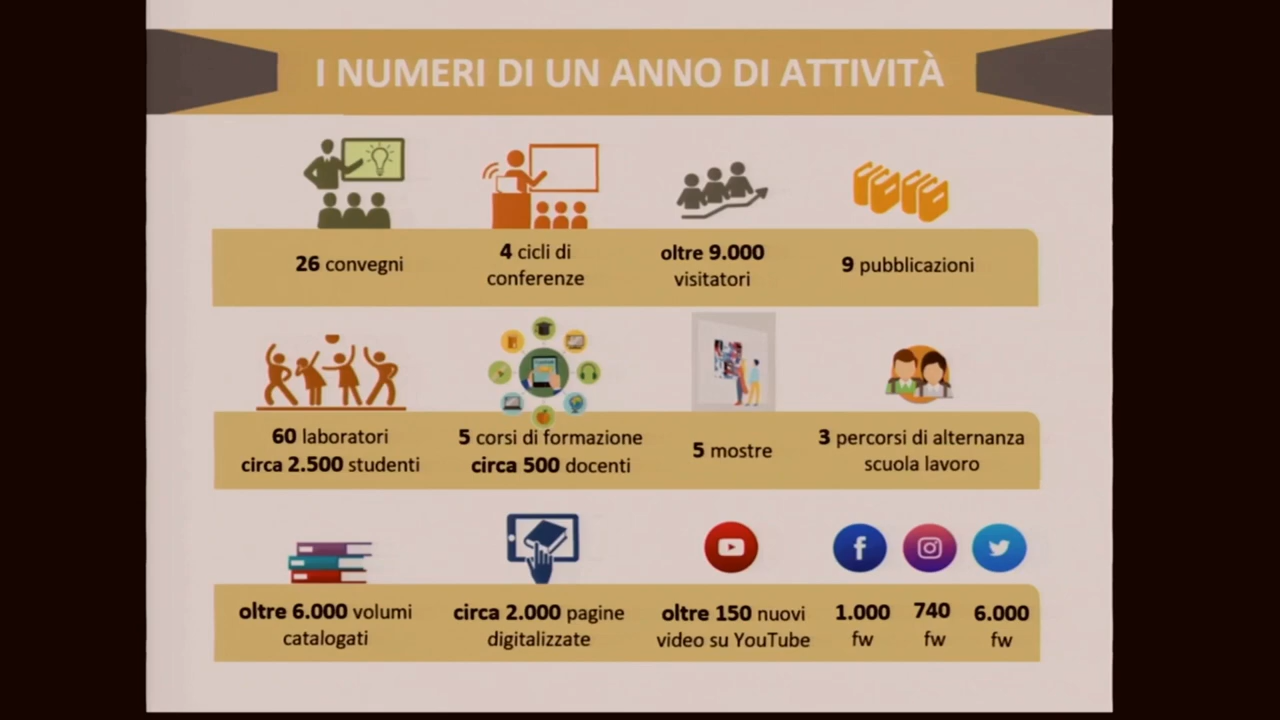 I NUMERI DI UN ANNO DI ATTIVITÀ
26 convegni
4 cicli di
conferenze
oltre 9.000
visitatori
9 pubblicazioni
60 laboratori
circa 2.500 studenti
5 corsi di formazione
circa 500 docenti
5 mostre
3 percorsi di alternanza
scuola lavoro
oltre 6.000 volumi
catalogati
circa 2.000 pagine
digitalizzate
oltre 150 nuovi
video su YouTube
1.000
fw
740
fw
6.000
fw